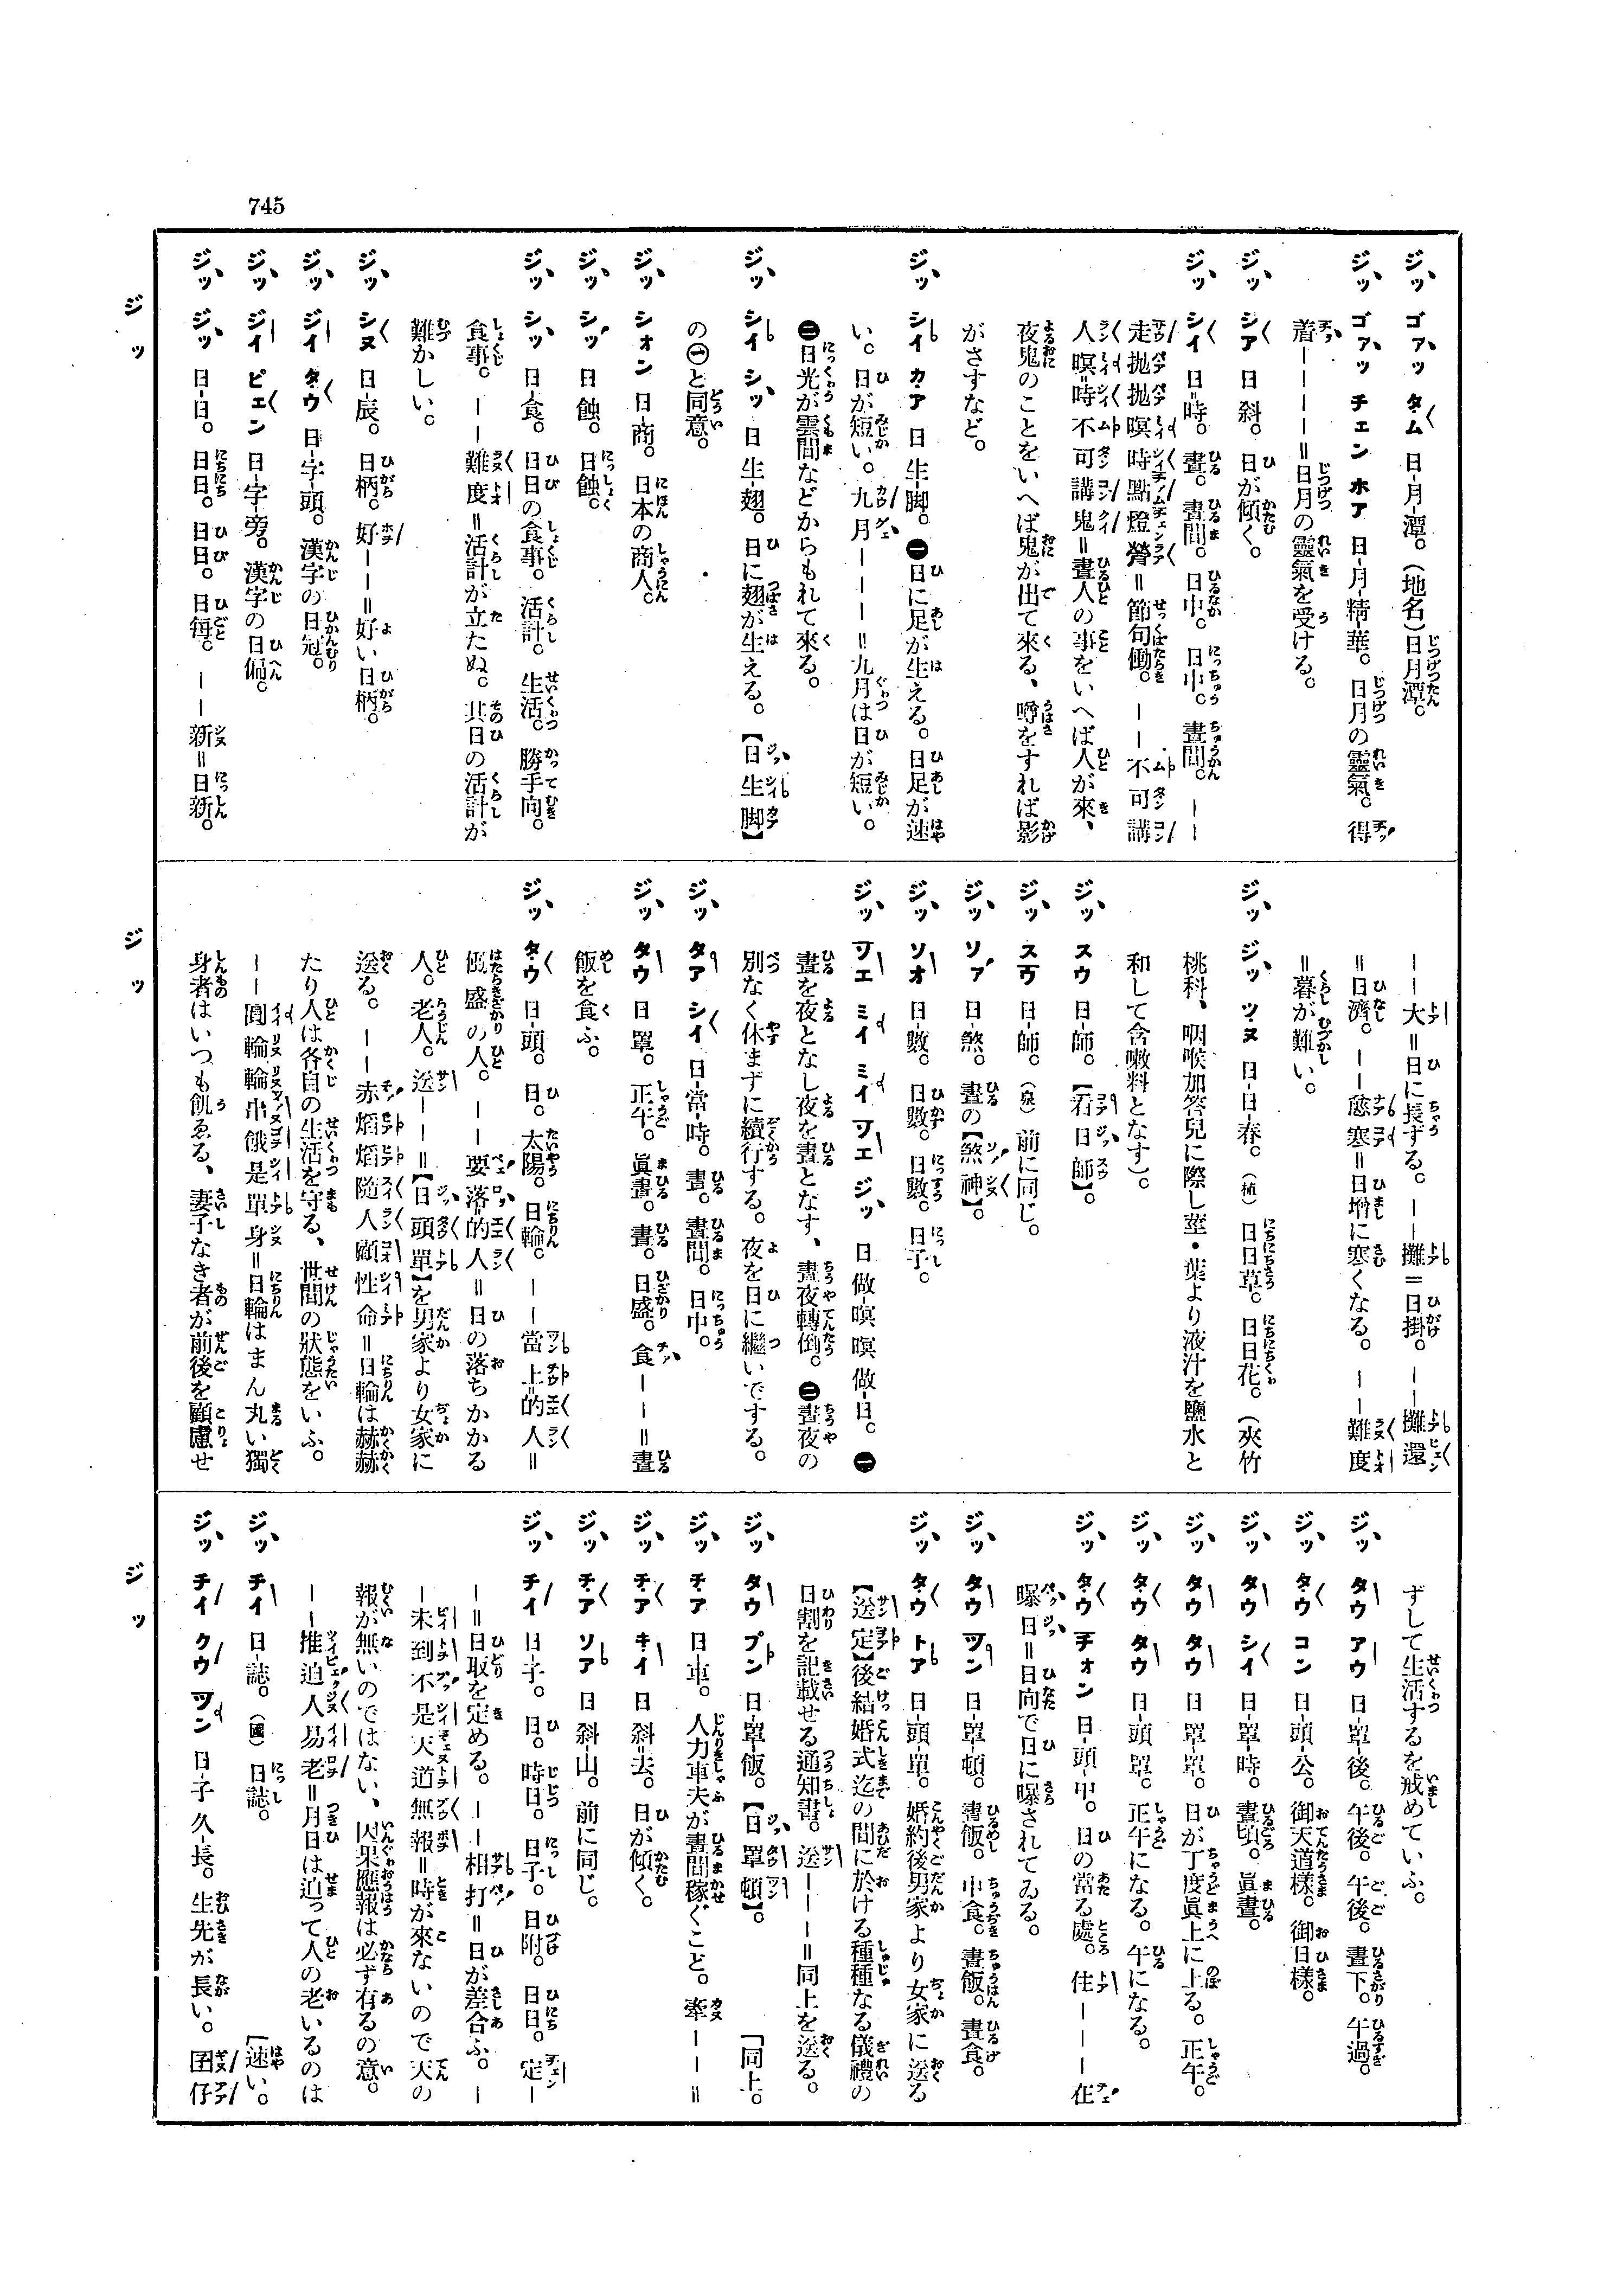 745
ジッ ゴァッ タム 日-月-潭。(地名)日月潭。
ジッ ゴァッ チェン ホア 日-月-精-華。日月の靈氣。得
着————=日月の靈氣を受ける。
ジッ シア 日 斜。日が傾く。
ジッ シイ 日=時。晝。晝間。日中。日中。晝間。——
走抛抛暝時點燈=節句働。——不可講
人暝=時不可講鬼=晝人の事をいへば人が來、
夜鬼のことをいへば鬼が出て來る、噂をすれば影
がさすなど。
ジッ シイ カア 日 生-脚。㊀日に足が生える。日足が速
い。日が短い。九月———=九月は日が短い。
㊁日光が雲間などからもれて來る。
ジッ シイ シッ 日 生-翅。日に翅が生える。【日生脚】
の㊀と同意。
ジッ シォン 日-商。日本の商人。
ジッ シッ 日 蝕。日蝕。
ジッ シッ 日-食。日日の食事。活計。生活。勝手向。
食事。——難度=活計が立たぬ。其日の活計が
難かしい。
ジッ シヌ 日-辰。日柄。好——=好い日柄。
ジッ ジイ タウ 日-字-頭。漢字の日冠。
ジッ ジイ ピェン 日-字-旁。漢字の日偏。
ジッ ジッ 日-日。日日。日日。日每。——新=日新。
——大=日に長ずる。——攤=日掛。——攤還
=日濟。——寒=日增に寒くなる。——難度
=暮が難い。
ジッ ジッ ツヌ 日-日-春。(植)日日草。日日花。(夾竹
桃科、咽喉加答兒に際し莖・葉より液汁を鹽水と
和して含嗽料となす)。
ジッ スウ 日-師。【看日師】。
ジッ スウ 日-師。(泉)前に同じ。
ジッ ソァ 日-煞。晝の【煞神】。
ジッ ソオ 日-數。日數。日數。日子。
ジッ ツエ ミイ ミイ ツエ ジッ 日 做-暝 暝 做-日。㊀
晝を夜となし夜を晝となす、晝夜轉倒。㊁晝夜の
別なく休まずに續行する。夜を日に繼いでする。
ジッ タア シイ 日-當-時。晝。晝間。日中。
ジッ タウ 日 罩。正午。眞晝。晝。日盛。食——=晝
飯を食ふ。
ジッ タウ 日-頭。日。太陽。日輪。——當上=的人=
働盛の人。——要落=的人=日の落ちかかる
人。老人。送——=【日頭單】を男家より女家に
送る。——赤焰焰隨人顧性命=日輪は赫赫
たり人は各自の生活を守る、世間の狀態をいふ。
——圓輪輪串餓是單身=日輪はまん丸い獨
身者はいつも飢ゑる、妻子なき者が前後を顧慮せ
ずして生活するを戒めていふ。
ジッ タウ アウ 日-罩-後。午後。午後。晝下。午過。
ジッ タウ コン 日-頭-公。御天道樣。御日樣。
ジッ タウ シイ 日-罩-時。晝頃。眞晝。
ジッ タウ タウ 日 罩-罩。日が丁度眞上に上る。正午。
ジッ タウ タウ 日-頭 罩。正午になる。午になる。
ジッ タウ チォン 日-頭-中。日の當る處。住———在
曝日=日向で日に曝されてゐる。
ジッ タウ ツン 日-罩-頓。晝飯。中食。晝飯。晝食。
ジッ タウ トア 日-頭-單。婚約後男家より女家に送る
【送定】後結婚式迄の間に於ける種種なる儀禮の
日割を記載せる通知書。送———=同上を送る。
ジッ タウ プン 日-罩-飯。【日罩頓】。 「同上。
ジッ チア 日-車。人力車夫が晝間稼ぐこと。牽——=
ジッ チア キイ 日 斜=去。日が傾く。
ジッ チア ソア 日 斜-山。前に同じ。
ジッ チイ 日-子。日。時日。日子。日附。日日。定—
—=日取を定める。——相打=日が差合ふ。—
—未到不是天道無報=時が來ないので天の
報が無いのではない、因果應報は必ず有るの意。
——推迫人易老=月日は迫って人の老いるのは
ジッ チイ 日-誌。(國)日誌。 「速い。
ジッ チイ クウ ツン 日-子 久-長。生先が長い。囝仔
ジッ
ジッ
ジッ